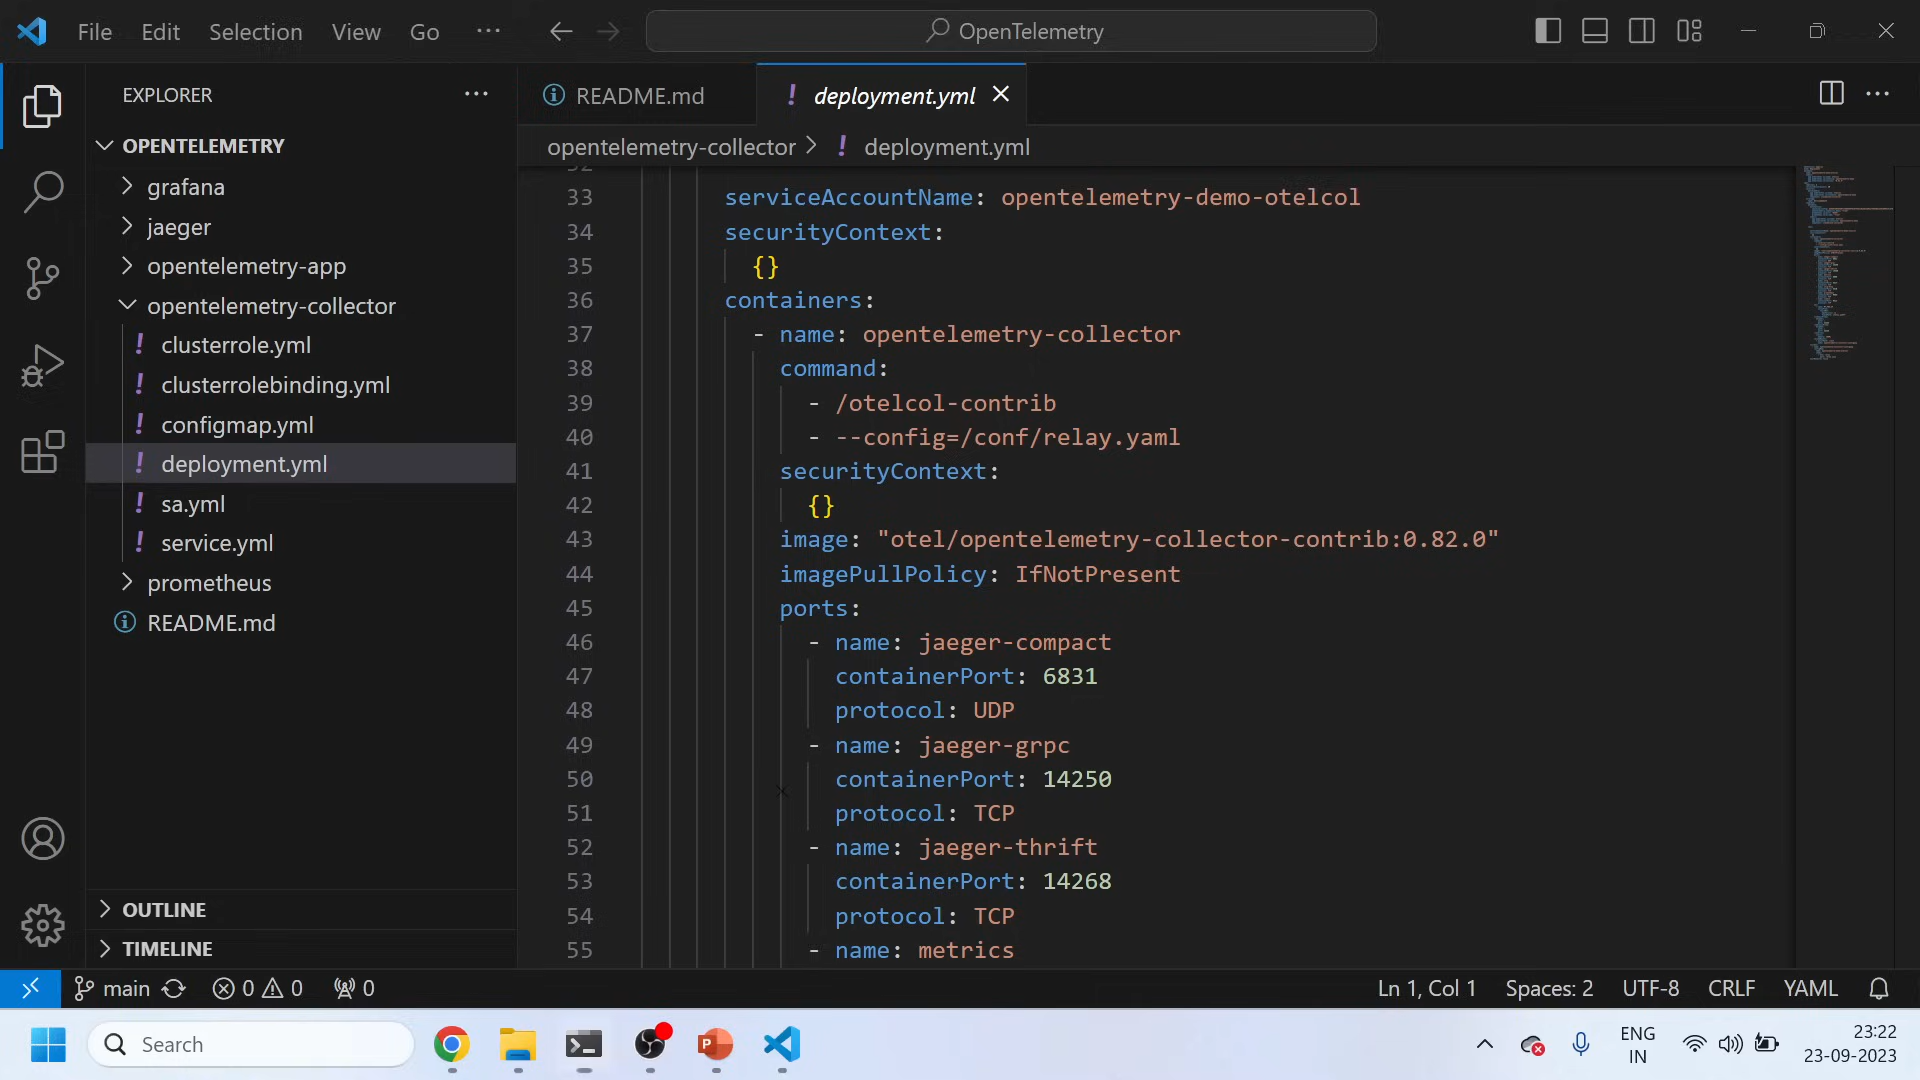 File Edit Selection View Go ···
OpenTelemetry
EXPLORER
OPENTELEMETRY
grafana
jaeger
opentelemetry-app
opentelemetry-collector
! clusterrole.yml
! clusterrolebinding.yml
! configmap.yml
! deployment.yml
! sa.yml
! service.yml
prometheus
README.md
OUTLINE
TIMELINE
README.md
! deployment.yml
opentelemetry-collector > ! deployment.yml
33 serviceAccountName: opentelemetry-demo-otelcol
34 securityContext:
35 {}
36 containers:
37 - name: opentelemetry-collector
38 command:
39 - /otelcol-contrib
40 - --config=/conf/relay.yaml
41 securityContext:
42 {}
43 image: "otel/opentelemetry-collector-contrib:0.82.0"
44 imagePullPolicy: IfNotPresent
45 ports:
46 - name: jaeger-compact
47 containerPort: 6831
48 protocol: UDP
49 - name: jaeger-grpc
50 containerPort: 14250
51 protocol: TCP
52 - name: jaeger-thrift
53 containerPort: 14268
54 protocol: TCP
55 - name: metrics
main 0 0 0
Ln 1, Col 1 Spaces: 2 UTF-8 CRLF YAML
Search
P
ENG
IN
23:22
23-09-2023